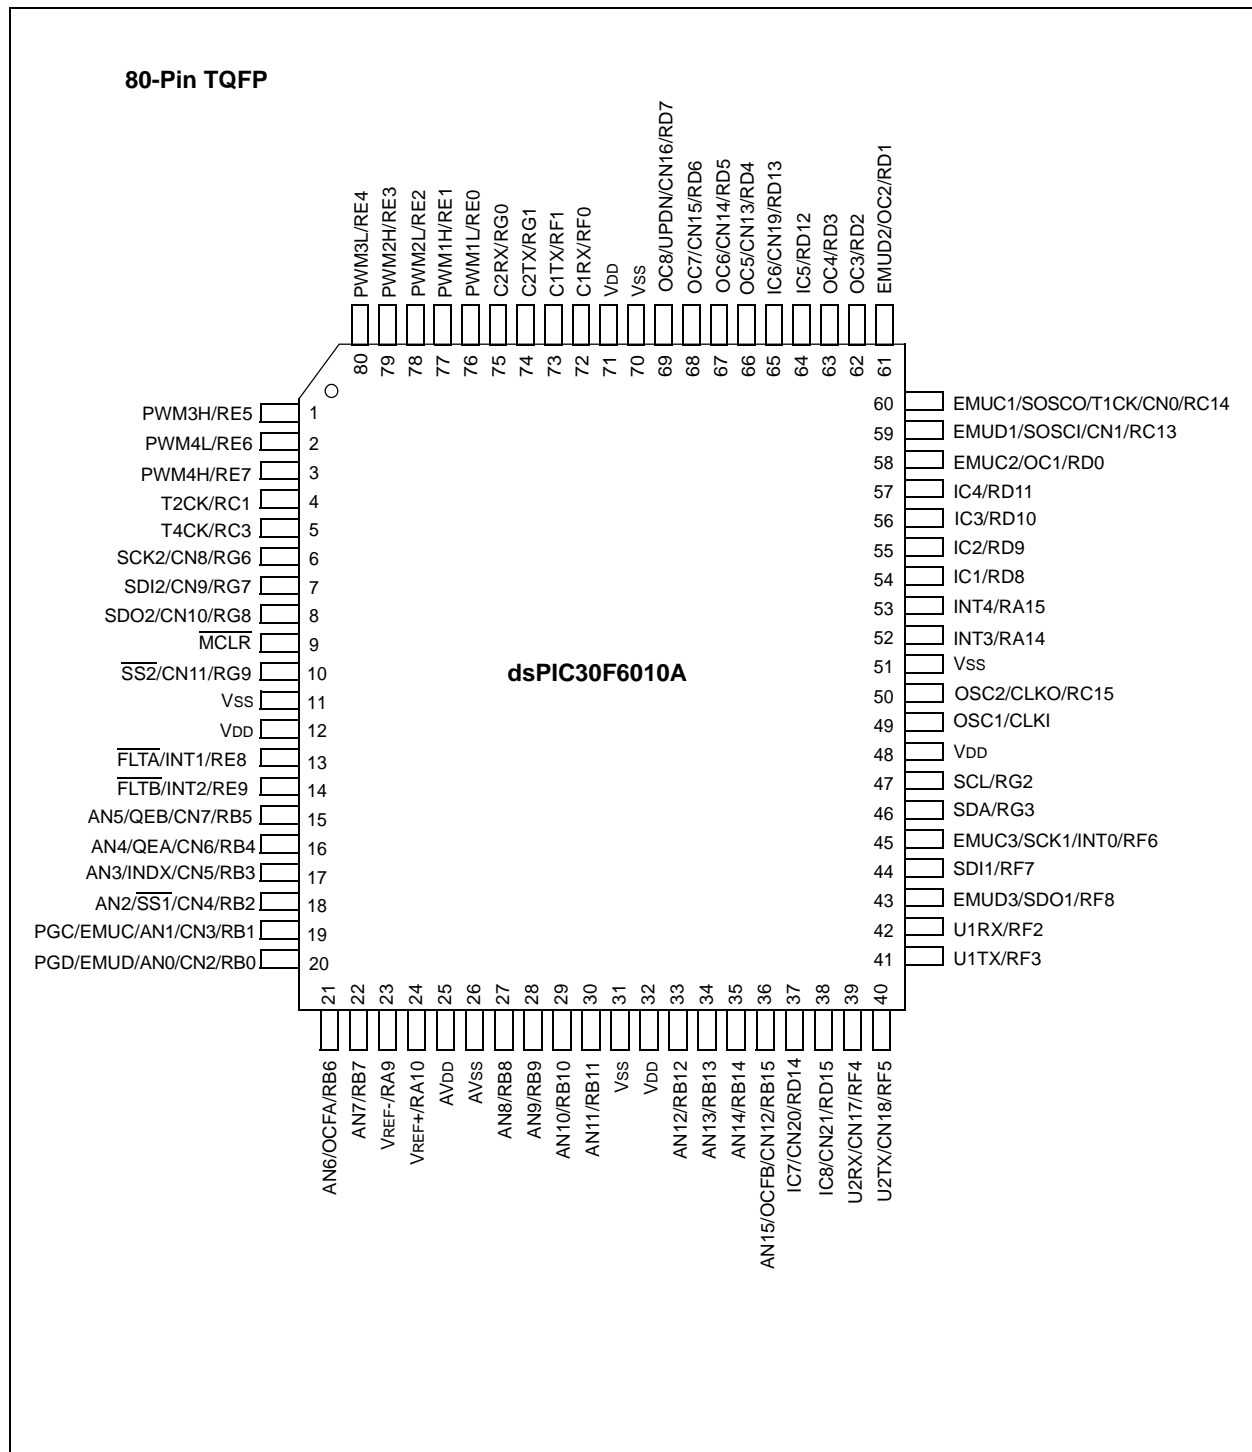 80-Pin TQFP
PWM3L/RE4
PWM2H/RE3
PWM2L/RE2
PWM1H/RE1
PWM1L/RE0
C2RX/RG0
C2TX/RG1
C1TX/RF1
C1RX/RF0
VDD
VSS
OC8/UPDN/CN16/RD7
OC7/CN15/RD6
OC6/CN14/RD5
OC5/CN13/RD4
IC6/CN19/RD13
IC5/RD12
OC4/RD3
OC3/RD2
EMUD2/OC2/RD1
80 79 78 77 76 75 74 73 72 71 70 69 68 67 66 65 64 63 62 61
PWM3H/RE5 1
PWM4L/RE6 2
PWM4H/RE7 3
T2CK/RC1 4
T4CK/RC3 5
SCK2/CN8/RG6 6
SDI2/CN9/RG7 7
SDO2/CN10/RG8 8
MCLR 9
SS2/CN11/RG9 10
VSS 11
VDD 12
FLTA/INT1/RE8 13
FLTB/INT2/RE9 14
AN5/QEB/CN7/RB5 15
AN4/QEA/CN6/RB4 16
AN3/INDX/CN5/RB3 17
AN2/SS1/CN4/RB2 18
PGC/EMUC/AN1/CN3/RB1 19
PGD/EMUD/AN0/CN2/RB0 20
dsPIC30F6010A
60 EMUC1/SOSCO/T1CK/CN0/RC14
59 EMUD1/SOSCI/CN1/RC13
58 EMUC2/OC1/RD0
57 IC4/RD11
56 IC3/RD10
55 IC2/RD9
54 IC1/RD8
53 INT4/RA15
52 INT3/RA14
51 VSS
50 OSC2/CLKO/RC15
49 OSC1/CLKI
48 VDD
47 SCL/RG2
46 SDA/RG3
45 EMUC3/SCK1/INT0/RF6
44 SDI1/RF7
43 EMUD3/SDO1/RF8
42 U1RX/RF2
41 U1TX/RF3
21 22 23 24 25 26 27 28 29 30 31 32 33 34 35 36 37 38 39 40
AN6/OCFA/RB6
AN7/RB7
VREF-/RA9
VREF+/RA10
AVDD
AVSS
AN8/RB8
AN9/RB9
AN10/RB10
AN11/RB11
VSS
VDD
AN12/RB12
AN13/RB13
AN14/RB14
AN15/OCFB/CN12/RB15
IC7/CN20/RD14
IC8/CN21/RD15
U2RX/CN17/RF4
U2TX/CN18/RF5